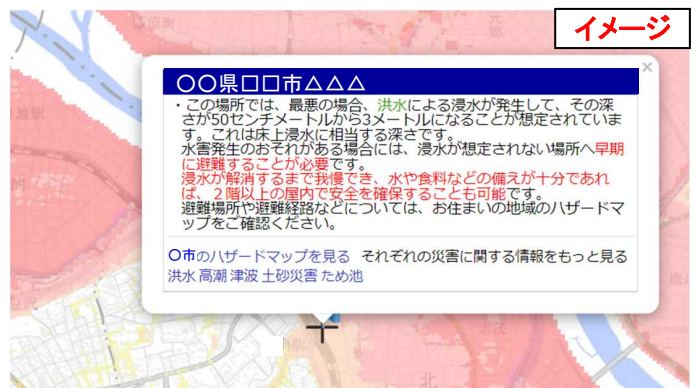 イメージ
○○県□□市△△△
・この場所では、最悪の場合、洪水による浸水が発生して、その深
さが50センチメートルから3メートルになることが想定されていま
す。これは床上浸水に相当する深さです。
水害発生のおそれがある場合には、浸水が想定されない場所へ早期
に避難することが必要です。
浸水が解消するまで我慢でき、水や食料などの備えが十分であれ
ば、２階以上の屋内で安全を確保することも可能です。
避難場所や避難経路などについては、お住まいの地域のハザードマ
ップをご確認ください。
○市のハザードマップを見る それぞれの災害に関する情報をもっと見る
洪水 高潮 津波 土砂災害 ため池
北